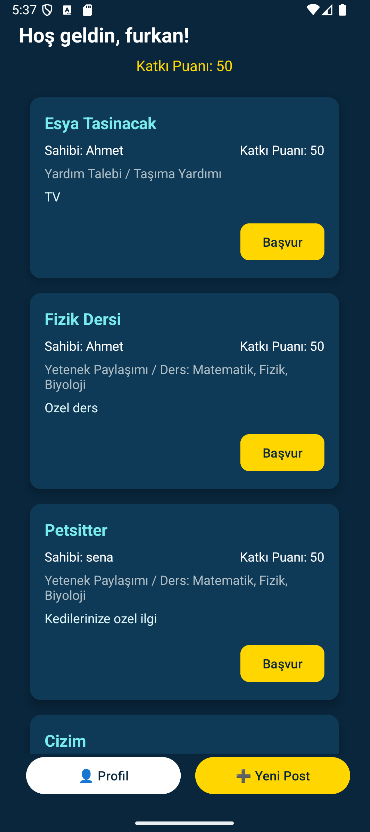 5:37
Hoş geldin, furkan!
Katkı Puanı: 50
Esya Tasinacak
Sahibi: Ahmet Katkı Puanı: 50
Yardım Talebi / Taşıma Yardımı
TV
Başvur
Fizik Dersi
Sahibi: Ahmet Katkı Puanı: 50
Yetenek Paylaşımı / Ders: Matematik, Fizik,
Biyoloji
Ozel ders
Başvur
Petsitter
Sahibi: sena Katkı Puanı: 50
Yetenek Paylaşımı / Ders: Matematik, Fizik,
Biyoloji
Kedilerinize ozel ilgi
Başvur
Cizim
👤 Profil ➕ Yeni Post